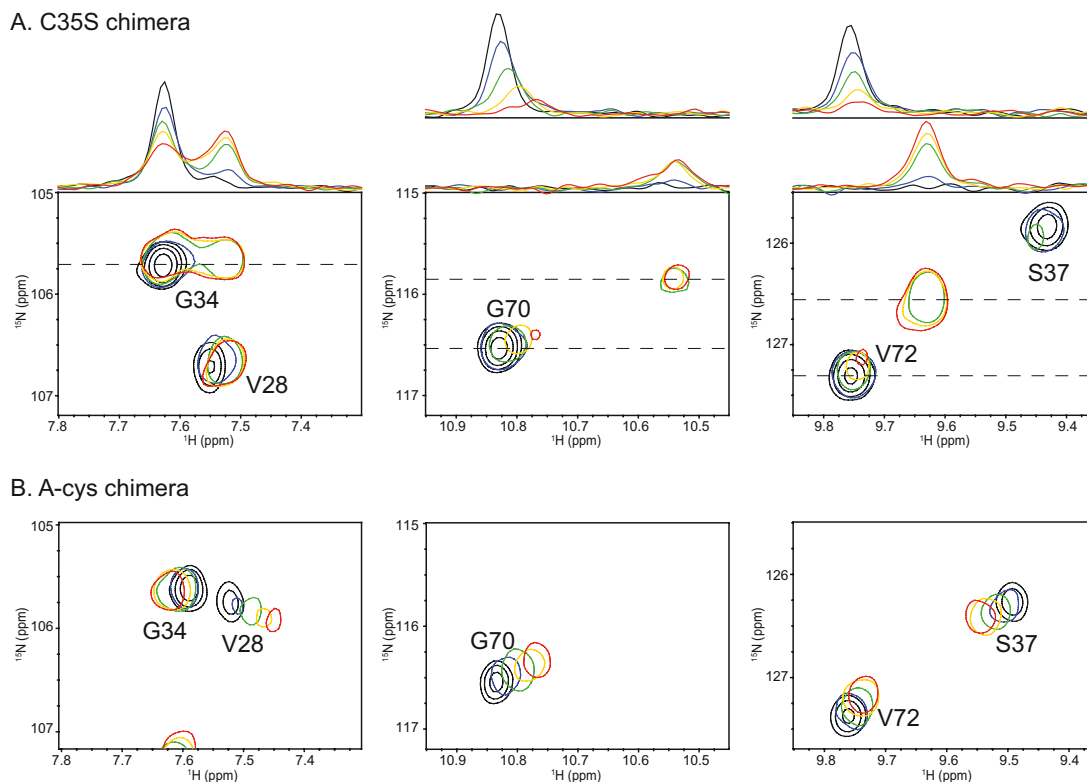 A. C35S chimera
105
106
107
¹⁵N (ppm)
G34
V28
7.8 7.7 7.6 7.5 7.4
¹H (ppm)
115
116
117
¹⁵N (ppm)
G70
10.9 10.8 10.7 10.6 10.5
¹H (ppm)
126
127
¹⁵N (ppm)
S37
V72
9.8 9.7 9.6 9.5 9.4
¹H (ppm)
B. A-cys chimera
105
106
107
¹⁵N (ppm)
G34
V28
7.8 7.7 7.6 7.5 7.4
¹H (ppm)
115
116
117
¹⁵N (ppm)
G70
10.9 10.8 10.7 10.6 10.5
¹H (ppm)
126
127
¹⁵N (ppm)
S37
V72
9.8 9.7 9.6 9.5 9.4
¹H (ppm)